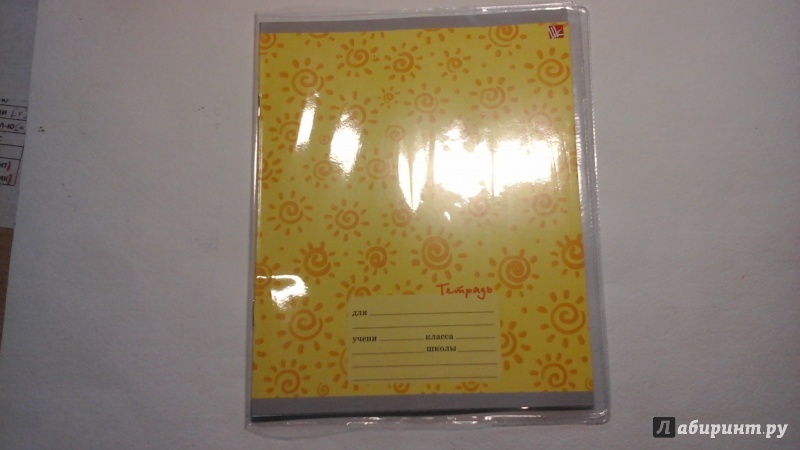 Тетрадь
для
учени класса
школы
Лабиринт.ру